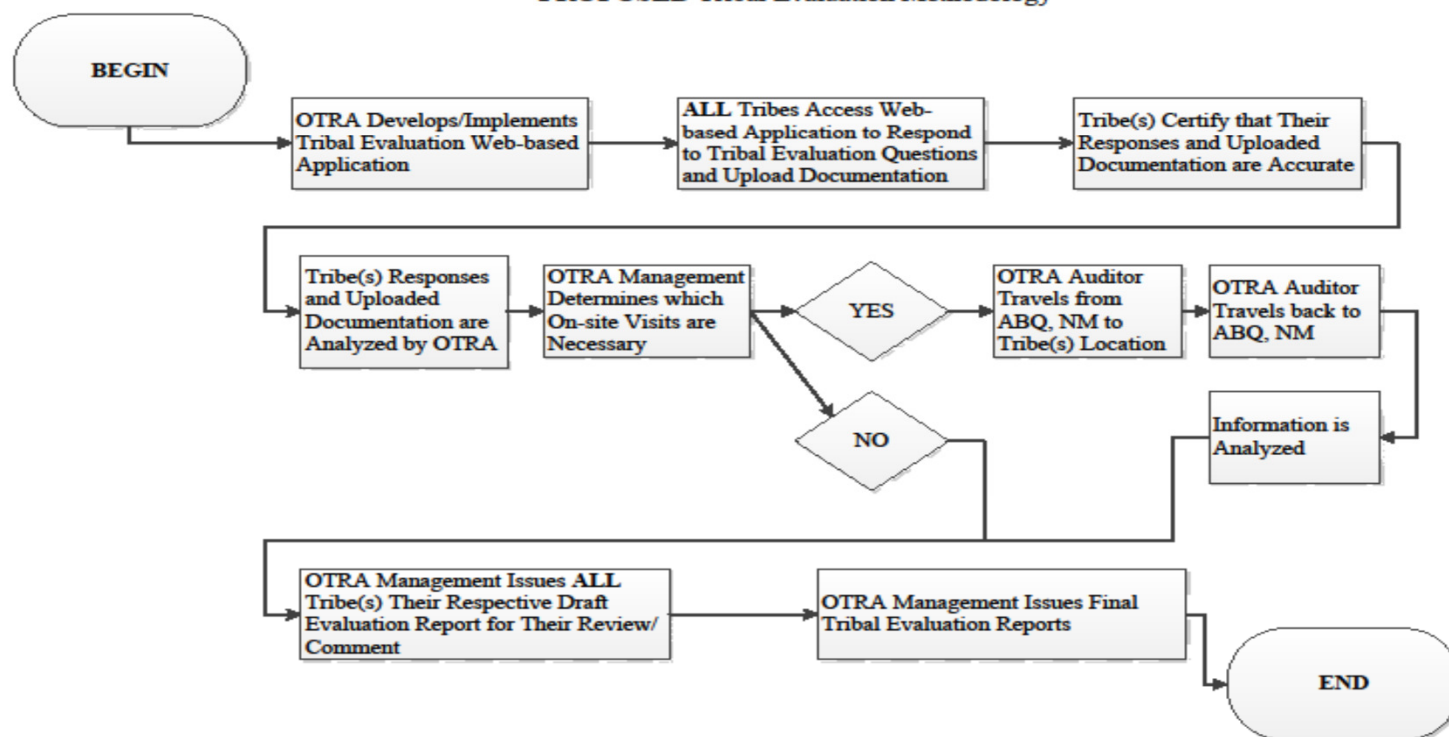 PROPOSED Tribal Evaluation Methodology
BEGIN
OTRA Develops/Implements
Tribal Evaluation Web-based
Application
ALL Tribes Access Web-
based Application to Respond
to Tribal Evaluation Questions
and Upload Documentation
Tribe(s) Certify that Their
Responses and Uploaded
Documentation are Accurate
Tribe(s) Responses
and Uploaded
Documentation are
Analyzed by OTRA
OTRA Management
Determines which
On-site Visits are
Necessary
YES
OTRA Auditor
Travels from
ABQ, NM to
Tribe(s) Location
OTRA Auditor
Travels back to
ABQ, NM
NO
Information is
Analyzed
OTRA Management Issues ALL
Tribe(s) Their Respective Draft
Evaluation Report for Their Review/
Comment
OTRA Management Issues Final
Tribal Evaluation Reports
END